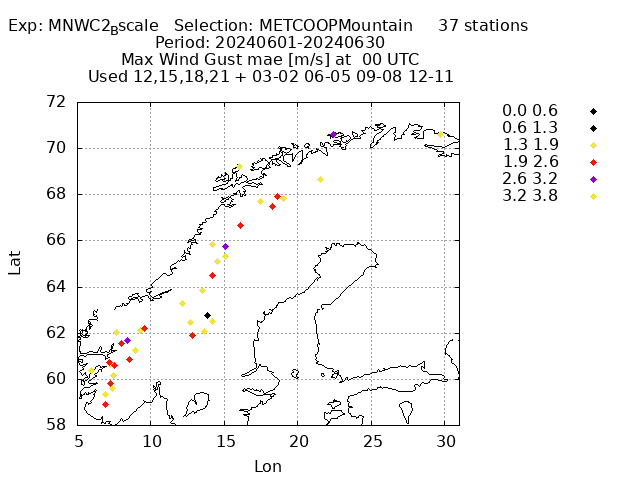 Exp: MNWC2Bscale Selection: METCOOPMountain 37 stations
Period: 20240601-20240630
Max Wind Gust mae [m/s] at 00 UTC
Used 12,15,18,21 + 03-02 06-05 09-08 12-11
72
70
68
66
64
62
60
58
Lat
5 10 15 20 25 30
Lon
0.0 0.6
0.6 1.3
1.3 1.9
1.9 2.6
2.6 3.2
3.2 3.8